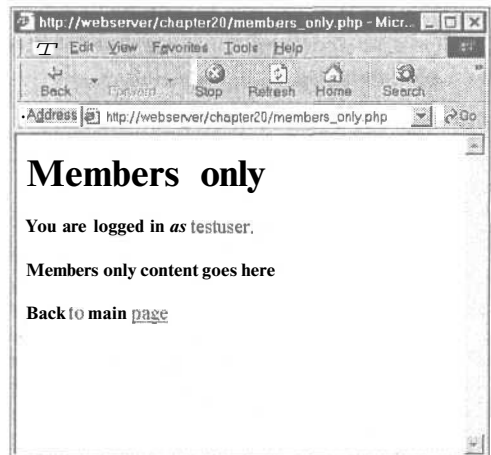 http://webserver/chapter20/members_only.php - Micr...
T Edit View Favorites Tools Help
Back Forward Stop Refresh Home Search
Address http://webserver/chapter20/members_only.php Go
Members only
You are logged in as testuser.
Members only content goes here
Back to main page